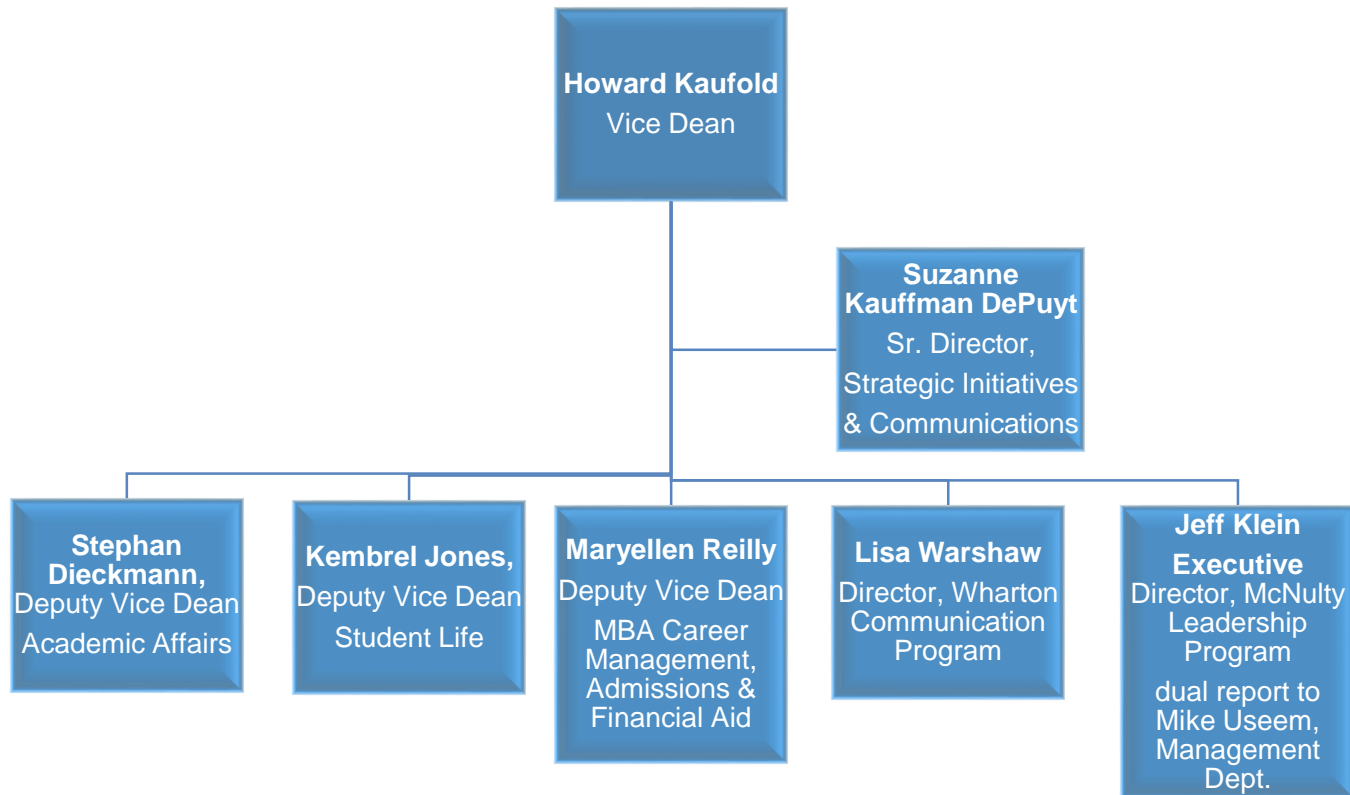 Howard Kaufold
Vice Dean
Suzanne
Kauffman DePuyt
Sr. Director,
Strategic Initiatives
& Communications
Stephan
Dieckmann,
Deputy Vice Dean
Academic Affairs
Kembrel Jones,
Deputy Vice Dean
Student Life
Maryellen Reilly
Deputy Vice Dean
MBA Career
Management,
Admissions &
Financial Aid
Lisa Warshaw
Director, Wharton
Communication
Program
Jeff Klein
Executive
Director, McNulty
Leadership
Program
dual report to
Mike Useem,
Management
Dept.